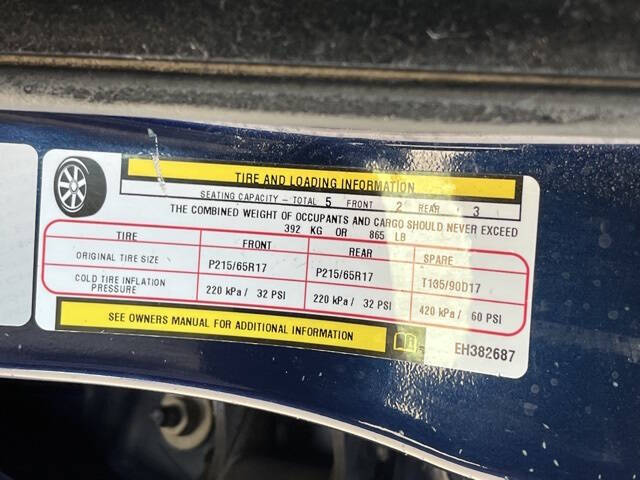 TIRE AND LOADING INFORMATION
SEATING CAPACITY - TOTAL 5 FRONT 2 REAR 3
THE COMBINED WEIGHT OF OCCUPANTS AND CARGO SHOULD NEVER EXCEED
392 KG OR 865 LB
TIRE FRONT REAR SPARE
ORIGINAL TIRE SIZE P215/65R17 P215/65R17 T135/90D17
COLD TIRE INFLATION PRESSURE 220 kPa / 32 PSI 220 kPa / 32 PSI 420 kPa / 60 PSI
SEE OWNERS MANUAL FOR ADDITIONAL INFORMATION
EH382687